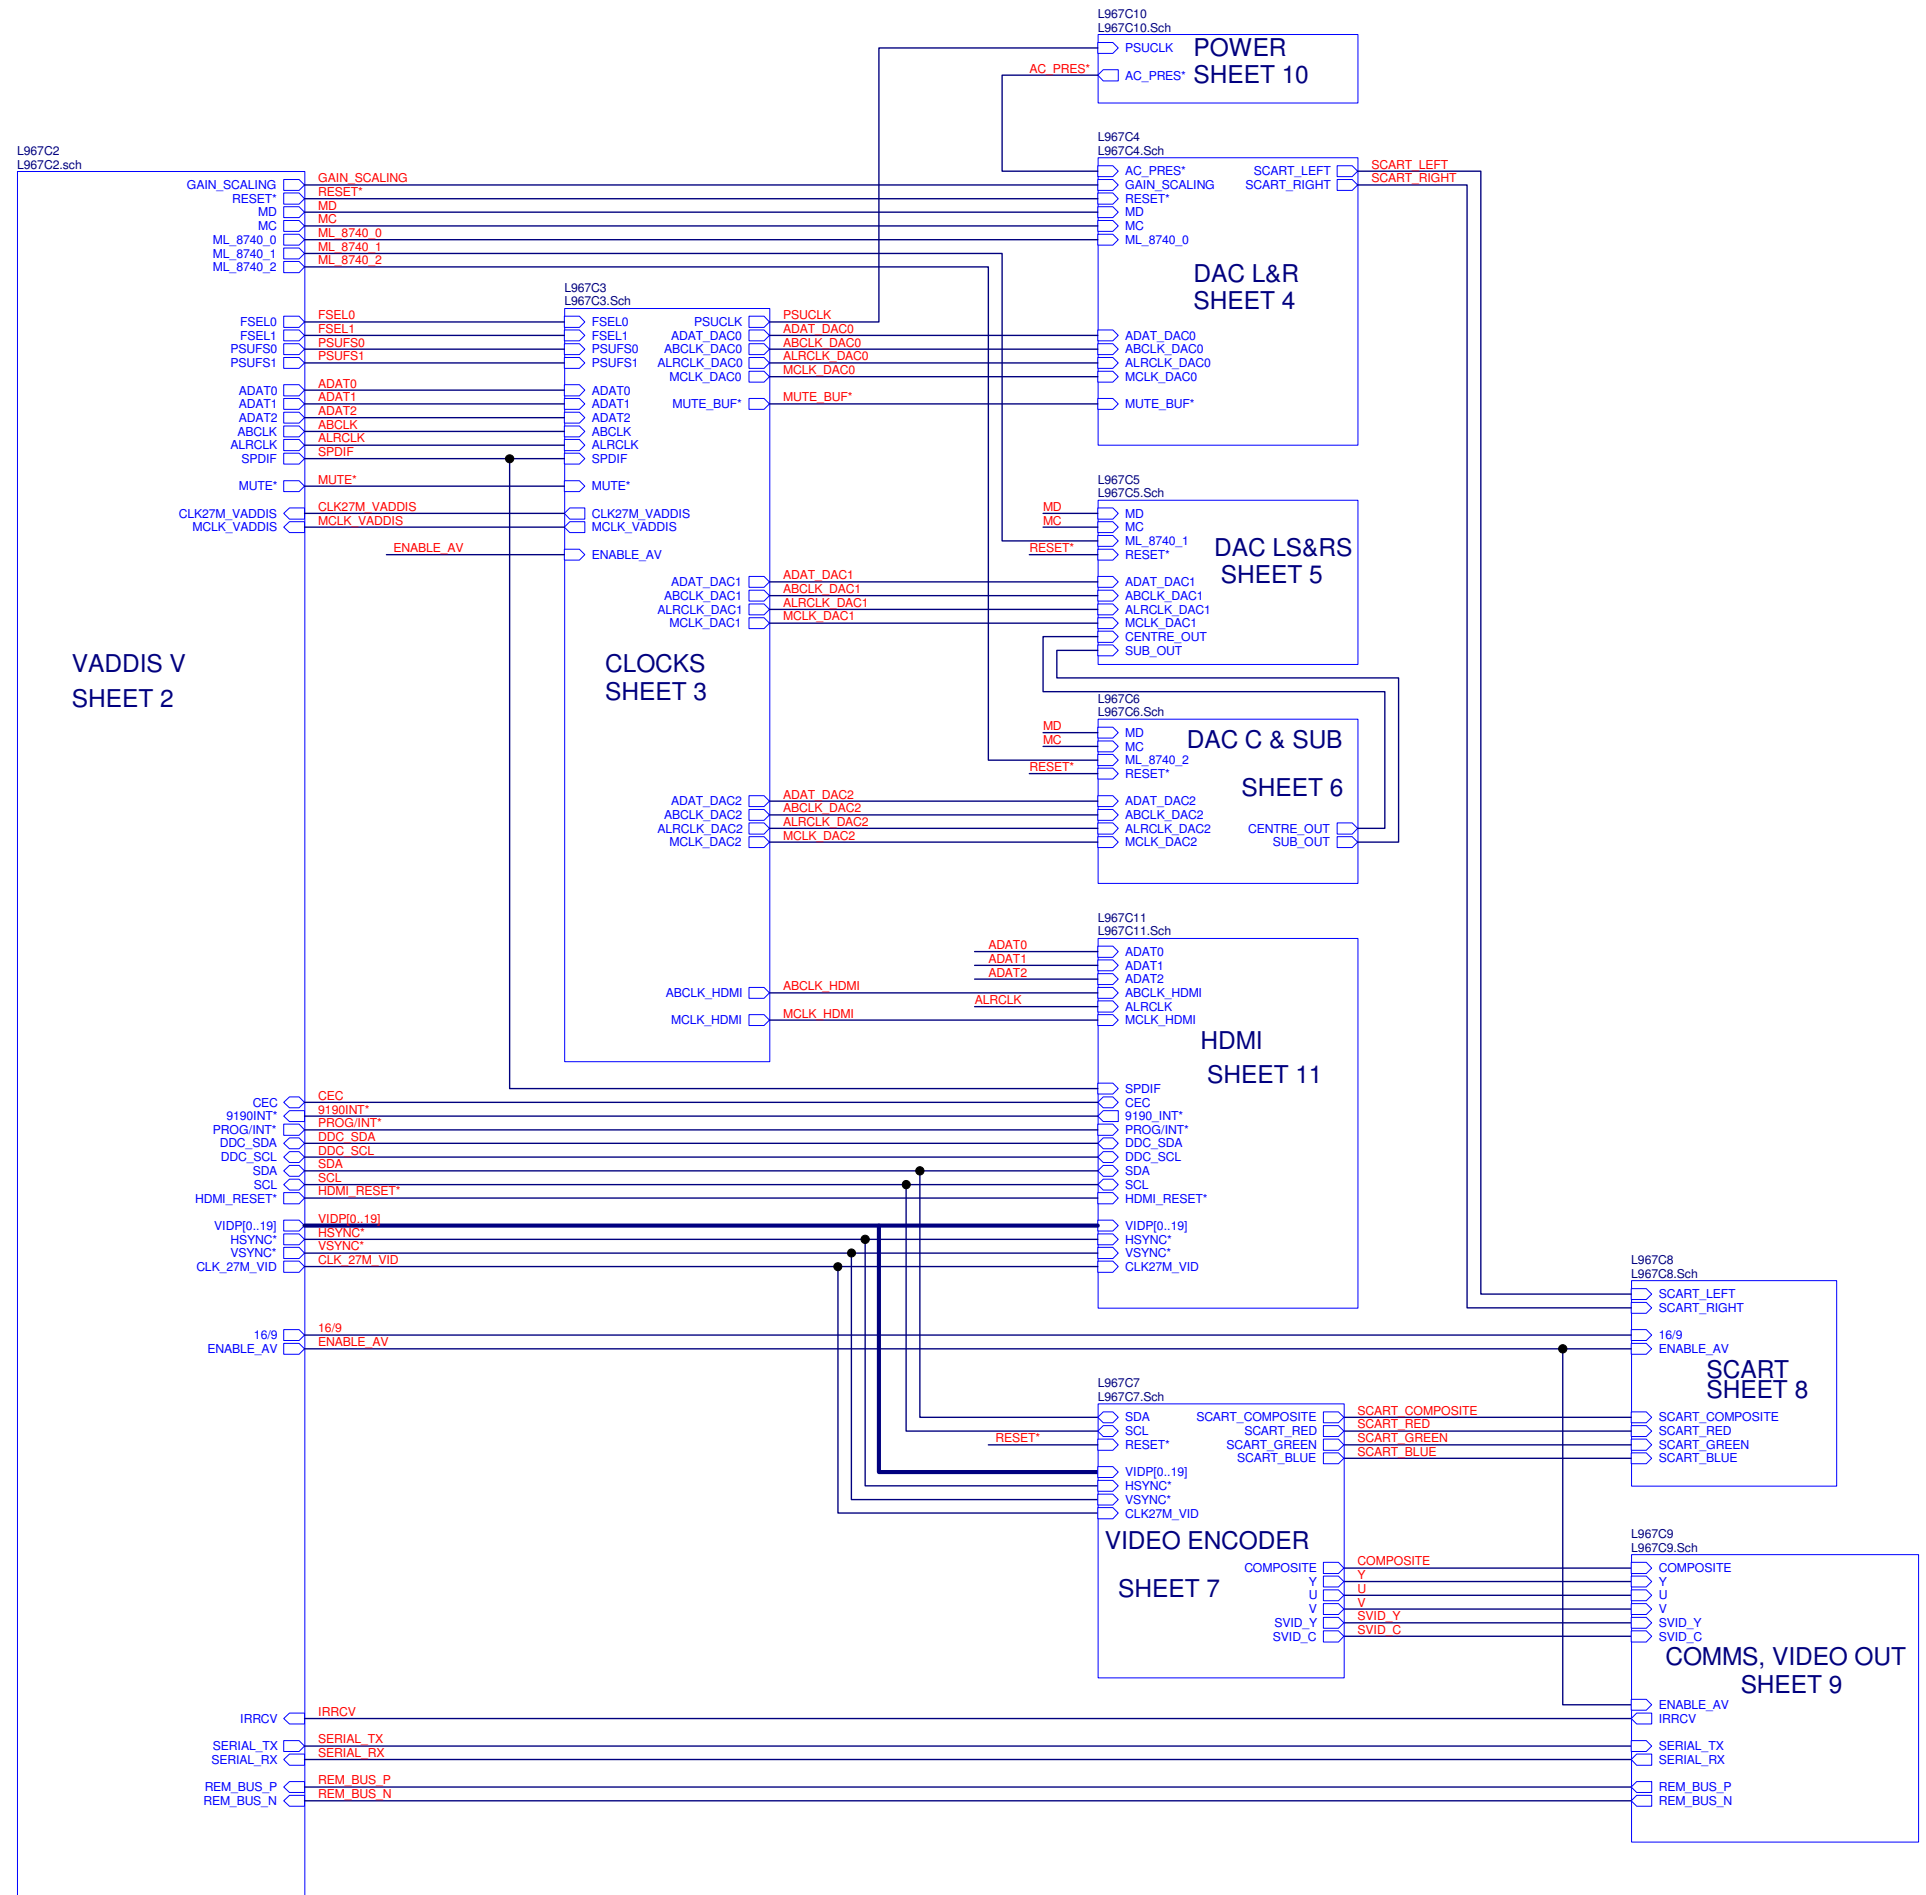 L967C10
L967C10.Sch
PSUCLK
AC_PRES*
POWER
SHEET 10
AC_PRES*
L967C2
L967C2.sch
GAIN_SCALING
RESET*
MD
MC
ML_8740_0
ML_8740_1
ML_8740_2
FSEL0
FSEL1
PSUFS0
PSUFS1
ADAT0
ADAT1
ADAT2
ABCLK
ALRCLK
SPDIF
MUTE*
CLK27M_VADDIS
MCLK_VADDIS
VADDIS V
SHEET 2
CEC
9190INT*
PROG/INT*
DDC_SDA
DDC_SCL
SDA
SCL
HDMI_RESET*
VIDP[0..19]
HSYNC*
VSYNC*
CLK_27M_VID
16/9
ENABLE_AV
IRRCV
SERIAL_TX
SERIAL_RX
REM_BUS_P
REM_BUS_N
GAIN_SCALING
RESET*
MD
MC
ML_8740_0
ML_8740_1
ML_8740_2
FSEL0
FSEL1
PSUFS0
PSUFS1
ADAT0
ADAT1
ADAT2
ABCLK
ALRCLK
SPDIF
MUTE*
CLK27M_VADDIS
MCLK_VADDIS
ENABLE_AV
CEC
9190INT*
PROG/INT*
DDC_SDA
DDC_SCL
SDA
SCL
HDMI_RESET*
VIDP[0..19]
HSYNC*
VSYNC*
CLK_27M_VID
16/9
ENABLE_AV
IRRCV
SERIAL_TX
SERIAL_RX
REM_BUS_P
REM_BUS_N
L967C3
L967C3.Sch
FSEL0
FSEL1
PSUFS0
PSUFS1
ADAT0
ADAT1
ADAT2
ABCLK
ALRCLK
SPDIF
MUTE*
CLK27M_VADDIS
MCLK_VADDIS
ENABLE_AV
CLOCKS
SHEET 3
PSUCLK
ADAT_DAC0
ABCLK_DAC0
ALRCLK_DAC0
MCLK_DAC0
MUTE_BUF*
ADAT_DAC1
ABCLK_DAC1
ALRCLK_DAC1
MCLK_DAC1
ADAT_DAC2
ABCLK_DAC2
ALRCLK_DAC2
MCLK_DAC2
ABCLK_HDMI
MCLK_HDMI
PSUCLK
ADAT_DAC0
ABCLK_DAC0
ALRCLK_DAC0
MCLK_DAC0
MUTE_BUF*
ADAT_DAC1
ABCLK_DAC1
ALRCLK_DAC1
MCLK_DAC1
ADAT_DAC2
ABCLK_DAC2
ALRCLK_DAC2
MCLK_DAC2
ABCLK_HDMI
MCLK_HDMI
L967C4
L967C4.Sch
AC_PRES*
GAIN_SCALING
RESET*
MD
MC
ML_8740_0
SCART_LEFT
SCART_RIGHT
SCART_LEFT
SCART_RIGHT
DAC L&R
SHEET 4
ADAT_DAC0
ABCLK_DAC0
ALRCLK_DAC0
MCLK_DAC0
MUTE_BUF*
L967C5
L967C5.Sch
MD
MC
RESET*
MD
MC
ML_8740_1
RESET*
DAC LS&RS
SHEET 5
ADAT_DAC1
ABCLK_DAC1
ALRCLK_DAC1
MCLK_DAC1
CENTRE_OUT
SUB_OUT
L967C6
L967C6.Sch
MD
MC
RESET*
MD
MC
ML_8740_2
RESET*
DAC C & SUB
SHEET 6
ADAT_DAC2
ABCLK_DAC2
ALRCLK_DAC2
MCLK_DAC2
CENTRE_OUT
SUB_OUT
L967C11
L967C11.Sch
ADAT0
ADAT1
ADAT2
ALRCLK
ADAT0
ADAT1
ADAT2
ABCLK_HDMI
ALRCLK
MCLK_HDMI
HDMI
SHEET 11
SPDIF
CEC
9190_INT*
PROG/INT*
DDC_SDA
DDC_SCL
SDA
SCL
HDMI_RESET*
VIDP[0..19]
HSYNC*
VSYNC*
CLK27M_VID
L967C8
L967C8.Sch
SCART_LEFT
SCART_RIGHT
16/9
ENABLE_AV
SCART
SHEET 8
SCART_COMPOSITE
SCART_RED
SCART_GREEN
SCART_BLUE
L967C7
L967C7.Sch
RESET*
SDA
SCL
RESET*
VIDP[0..19]
HSYNC*
VSYNC*
CLK27M_VID
SCART_COMPOSITE
SCART_RED
SCART_GREEN
SCART_BLUE
SCART_COMPOSITE
SCART_RED
SCART_GREEN
SCART_BLUE
VIDEO ENCODER
SHEET 7
COMPOSITE
Y
U
V
SVID_Y
SVID_C
COMPOSITE
Y
U
V
SVID_Y
SVID_C
L967C9
L967C9.Sch
COMPOSITE
Y
U
V
SVID_Y
SVID_C
COMMS, VIDEO OUT
SHEET 9
ENABLE_AV
IRRCV
SERIAL_TX
SERIAL_RX
REM_BUS_P
REM_BUS_N